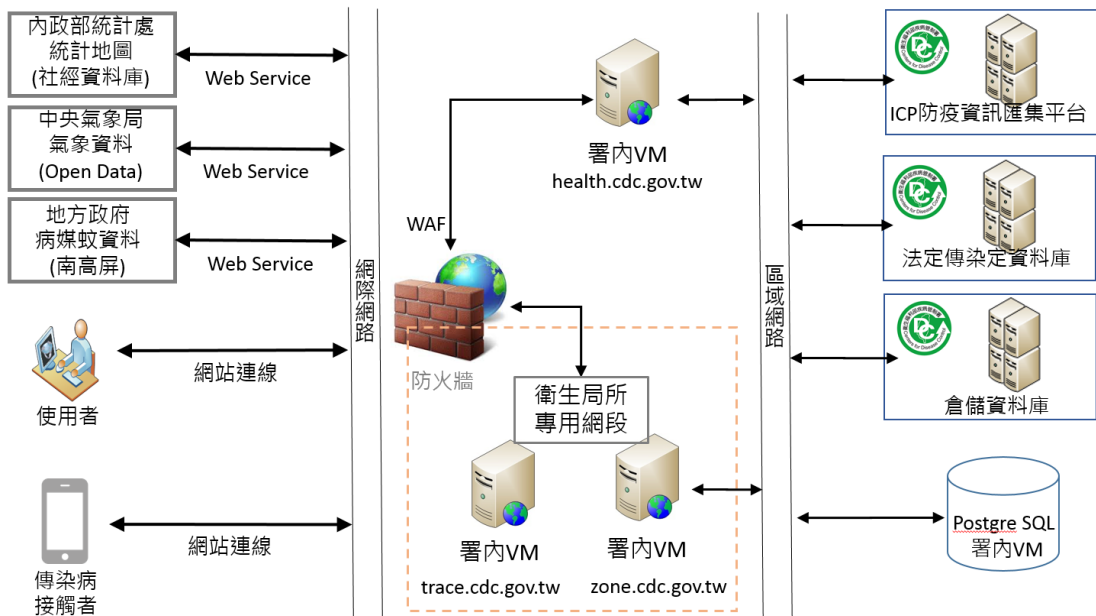 內政部統計處
統計地圖
(社經資料庫)
Web Service
中央氣象局
氣象資料
(Open Data)
Web Service
地方政府
病媒蚊資料
(南高屏)
Web Service
使用者
網站連線
傳染病
接觸者
網站連線
網際網路
WAF
防火牆
署內VM
health.cdc.gov.tw
衛生局所
專用網段
署內VM
trace.cdc.gov.tw
署內VM
zone.cdc.gov.tw
區域網路
ICP防疫資訊匯集平台
法定傳染定資料庫
倉儲資料庫
Postgre SQL
署內VM